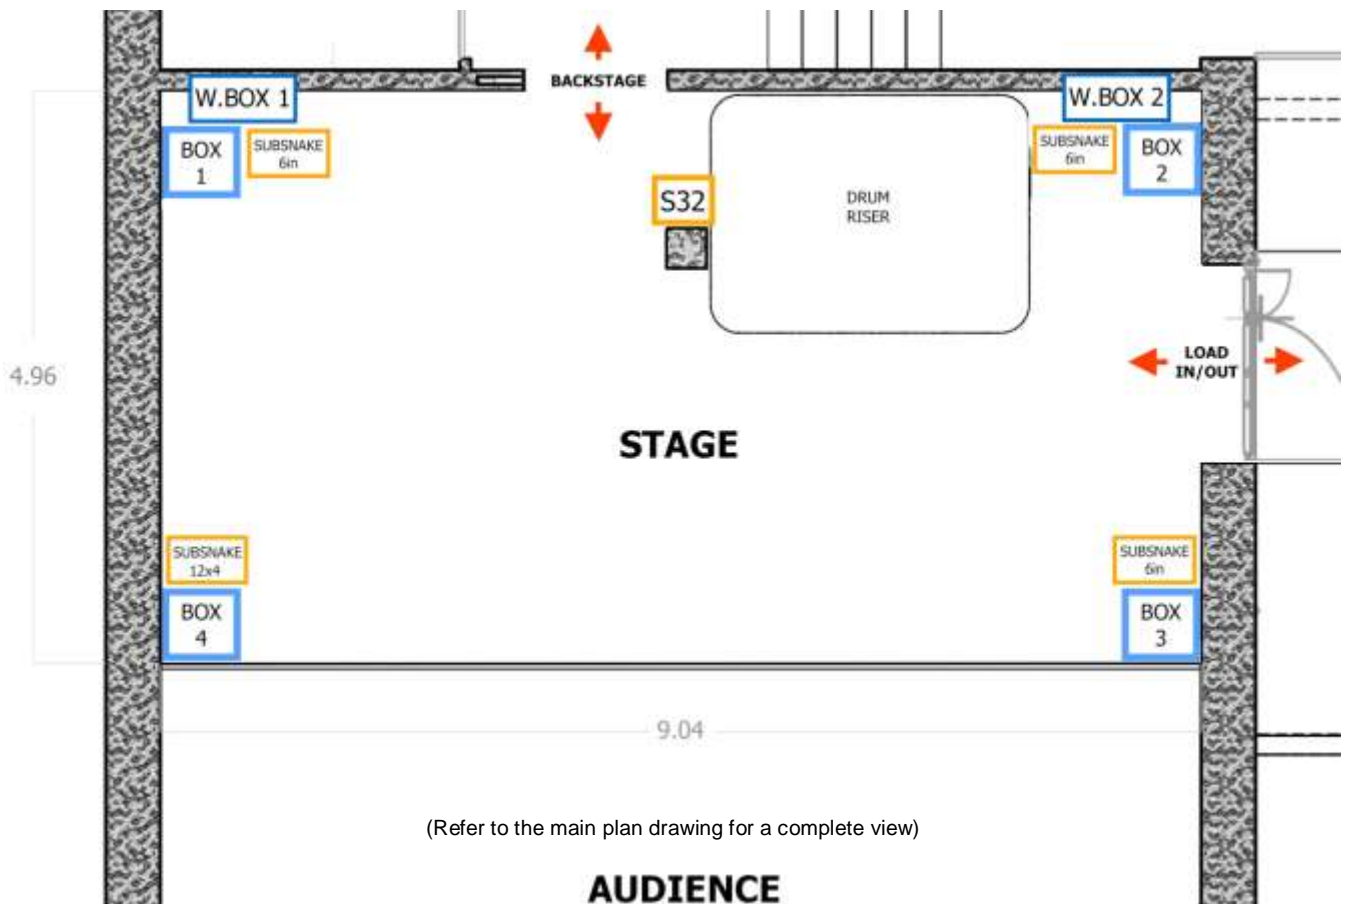 BACKSTAGE
W.BOX 1
W.BOX 2
BOX
1
SUBSNAKE
6in
SUBSNAKE
6in
BOX
2
S32
DRUM
RISER
LOAD
IN/OUT
4.96
STAGE
SUBSNAKE
12x4
SUBSNAKE
6in
BOX
4
BOX
3
9.04
(Refer to the main plan drawing for a complete view)
AUDIENCE